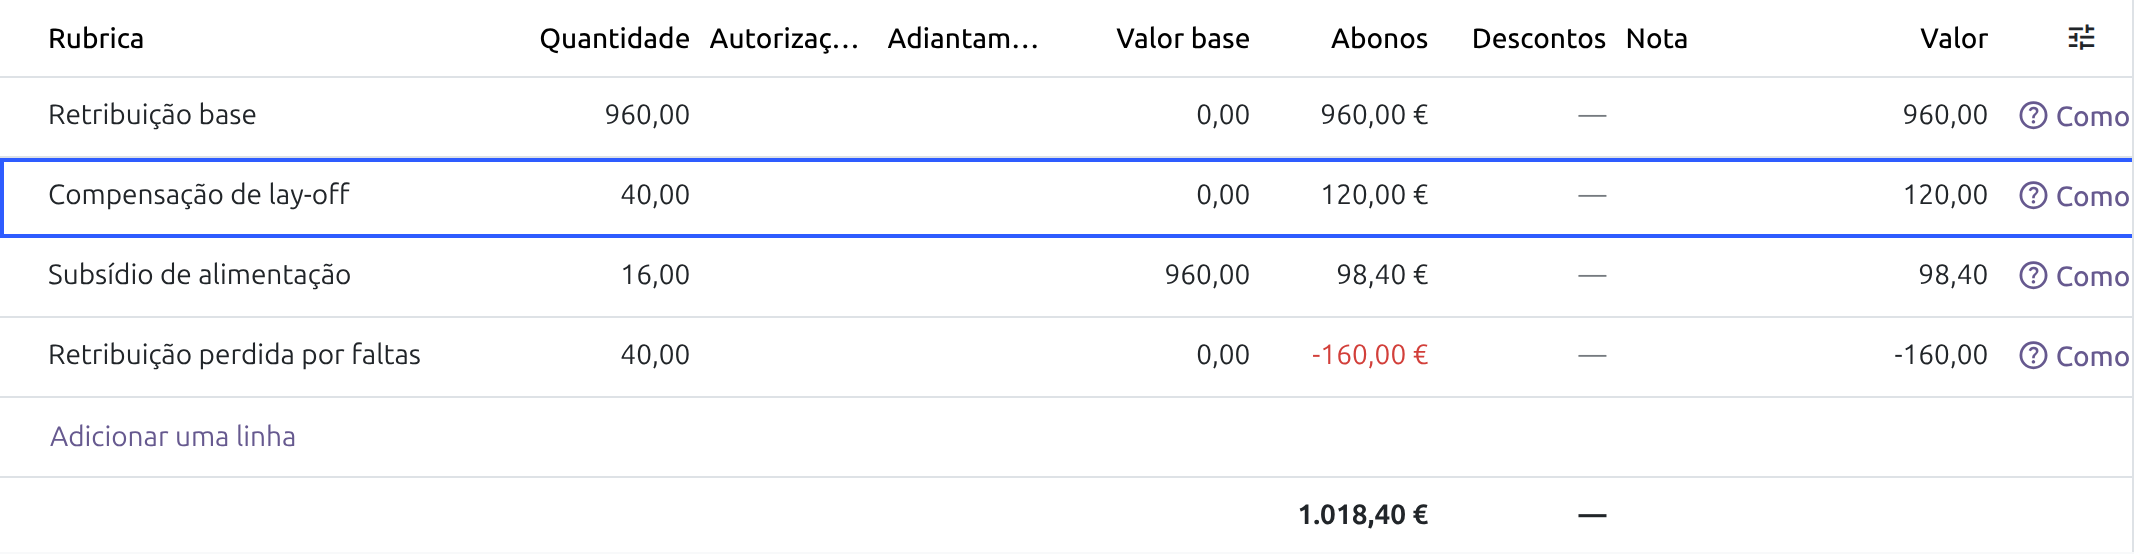 Rubrica Quantidade Autorizaç... Adiantam... Valor base Abonos Descontos Nota Valor
Retribuição base 960,00 0,00 960,00 € — 960,00 Como
Compensação de lay-off 40,00 0,00 120,00 € — 120,00 Como
Subsídio de alimentação 16,00 960,00 98,40 € — 98,40 Como
Retribuição perdida por faltas 40,00 0,00 -160,00 € — -160,00 Como
Adicionar uma linha
1.018,40 € —